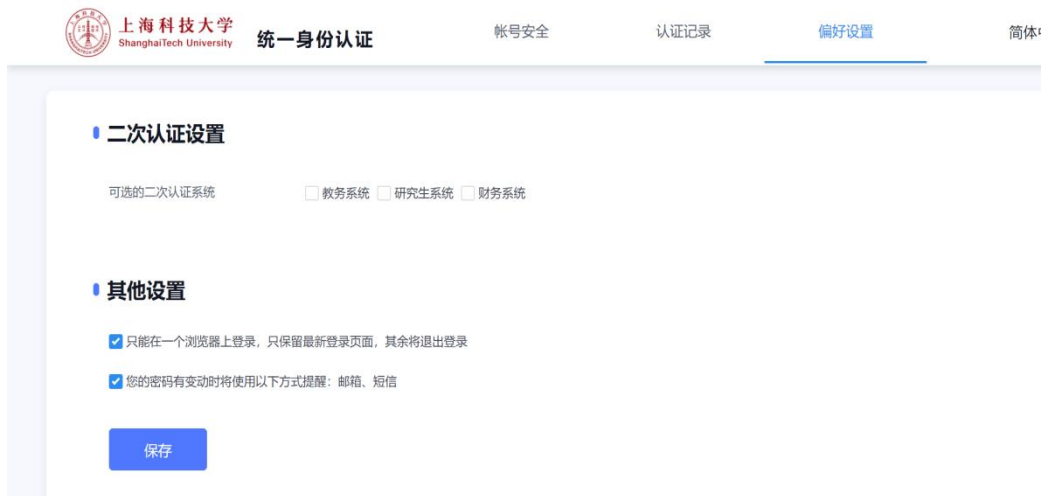 上海科技大学
ShanghaiTech University
统一身份认证
帐号安全
认证记录
偏好设置
简体
二次认证设置
可选的二次认证系统
教务系统 研究生系统 财务系统
其他设置
只能在一个浏览器上登录，只保留最新登录页面，其余将退出登录
您的密码有变动时将使用以下方式提醒：邮箱、短信
保存